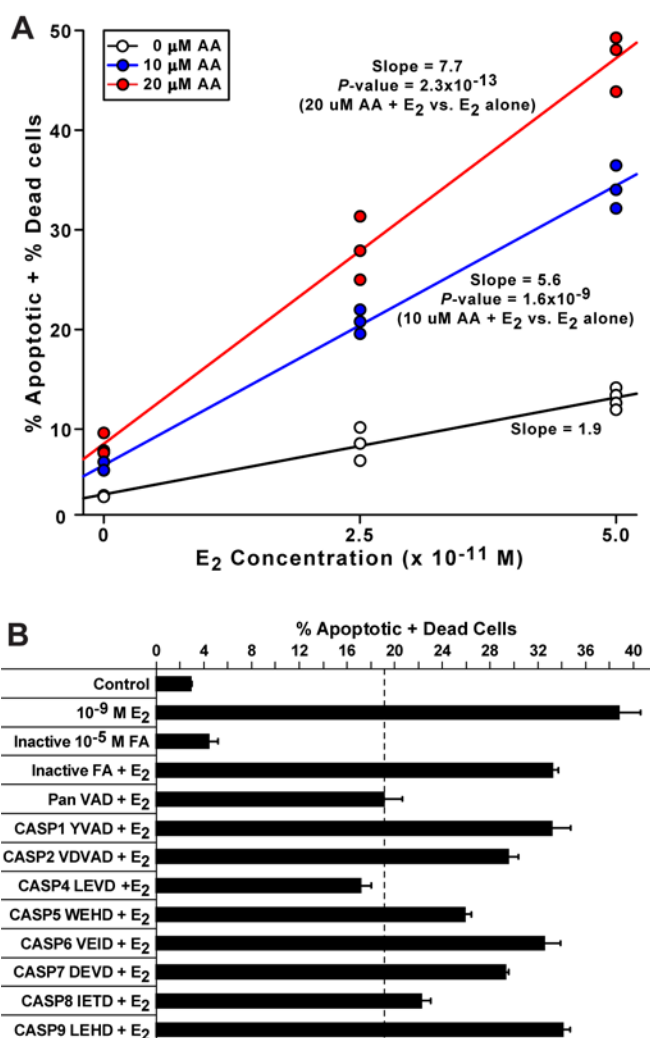 A
0 μM AA
10 μM AA
20 μM AA
Slope = 7.7
P-value = 2.3x10⁻¹³
(20 uM AA + E₂ vs. E₂ alone)
Slope = 5.6
P-value = 1.6x10⁻⁹
(10 uM AA + E₂ vs. E₂ alone)
Slope = 1.9
% Apoptotic + % Dead cells
50
40
30
20
10
0
0 2.5 5.0
E₂ Concentration (x 10⁻¹¹ M)
B
% Apoptotic + Dead Cells
0 4 8 12 16 20 24 28 32 36 40
Control
10⁻⁹ M E₂
Inactive 10⁻⁵ M FA
Inactive FA + E₂
Pan VAD + E₂
CASP1 YVAD + E₂
CASP2 VDVAD + E₂
CASP4 LEVD +E₂
CASP5 WEHD + E₂
CASP6 VEID + E₂
CASP7 DEVD + E₂
CASP8 IETD + E₂
CASP9 LEHD + E₂